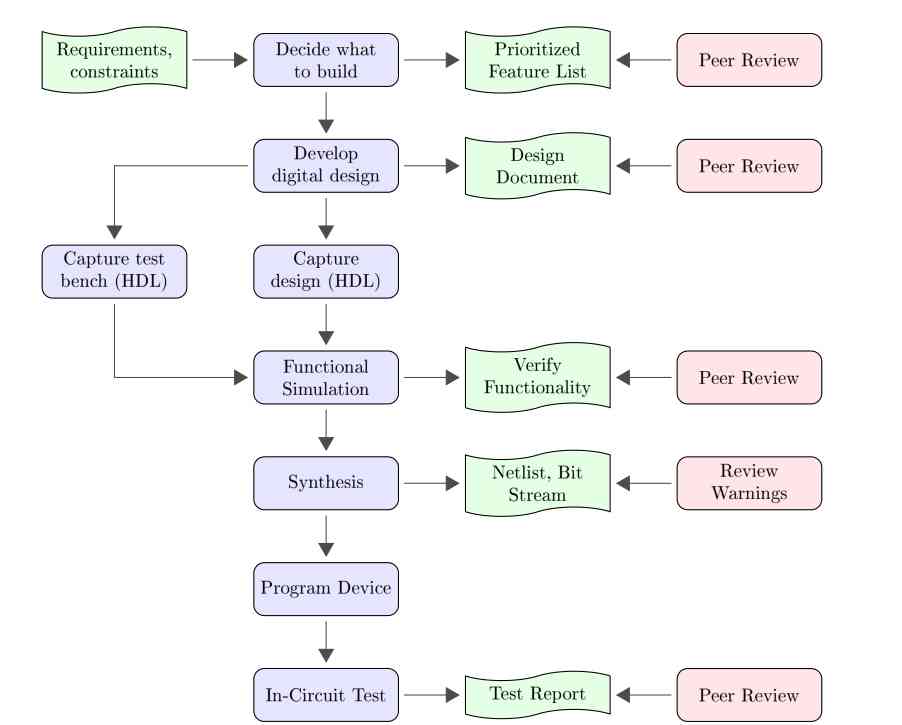 Requirements,
constraints
Decide what
to build
Prioritized
Feature List
Peer Review
Develop
digital design
Design
Document
Peer Review
Capture test
bench (HDL)
Capture
design (HDL)
Functional
Simulation
Verify
Functionality
Peer Review
Synthesis
Netlist, Bit
Stream
Review
Warnings
Program Device
In-Circuit Test
Test Report
Peer Review